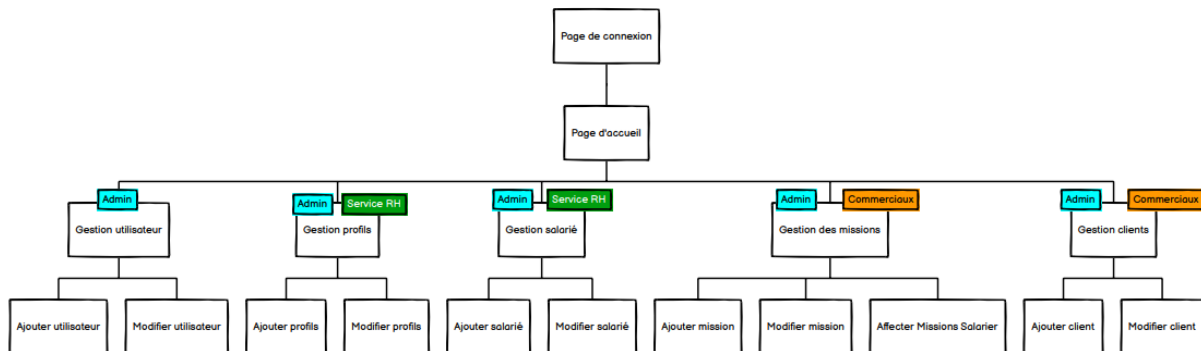 Page de connexion
Page d'accueil
Admin
Admin
Service RH
Admin
Service RH
Admin
Commerciaux
Admin
Commerciaux
Gestion utilisateur
Gestion profils
Gestion salarié
Gestion des missions
Gestion clients
Ajouter utilisateur
Modifier utilisateur
Ajouter profils
Modifier profils
Ajouter salarié
Modifier salarié
Ajouter mission
Modifier mission
Affecter Missions Salarier
Ajouter client
Modifier client